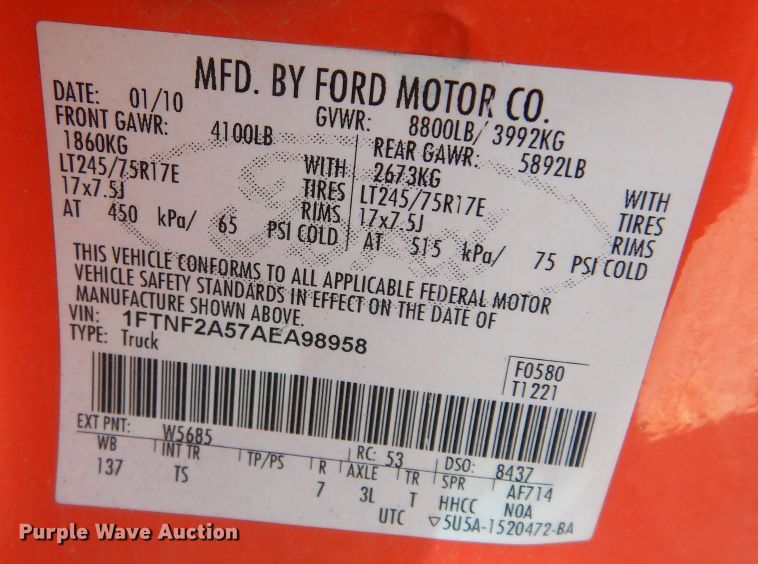 MFD. BY FORD MOTOR CO.
DATE: 01/10 GVWR: 8800LB/ 3992KG
FRONT GAWR: 4100LB REAR GAWR: 5892LB
1860KG WITH 2673KG WITH
LT245/75R17E TIRES LT245/75R17E TIRES
17x7.5J RIMS 17x7.5J RIMS
AT 450 kPa/ 65 PSI COLD AT 515 kPa/ 75 PSI COLD
THIS VEHICLE CONFORMS TO ALL APPLICABLE FEDERAL MOTOR
VEHICLE SAFETY STANDARDS IN EFFECT ON THE DATE OF
MANUFACTURE SHOWN ABOVE.
VIN: 1FTNF2A57AEA98958
TYPE: Truck
F0580
T1221
EXT PNT: W5685 RC: 53 DSO: 8437
WB INT TR TP/PS R AXLE TR SPR AF714
137 TS 7 3L T HHCC NOA
UTC ▽5U5A-1520472-BA
Purple Wave Auction